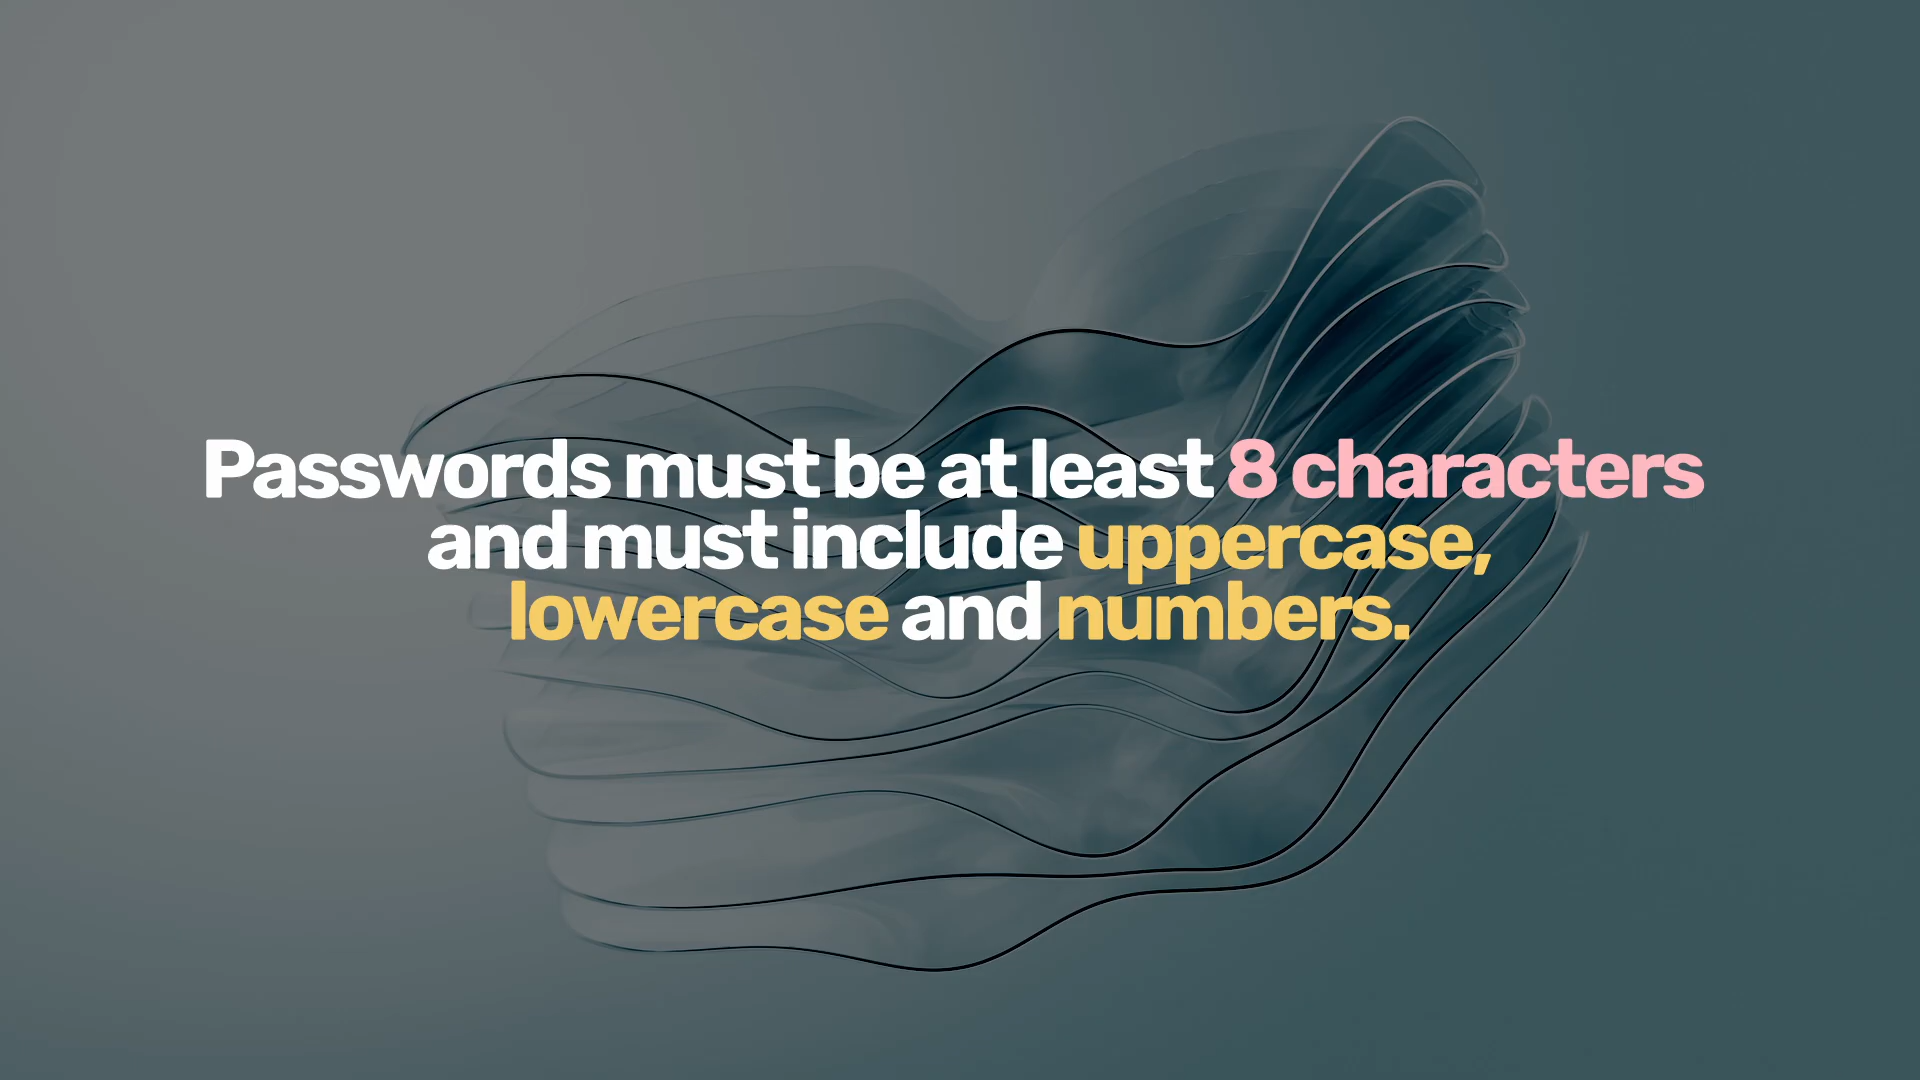 Passwords must be at least 8 characters
and must include uppercase,
lowercase and numbers.